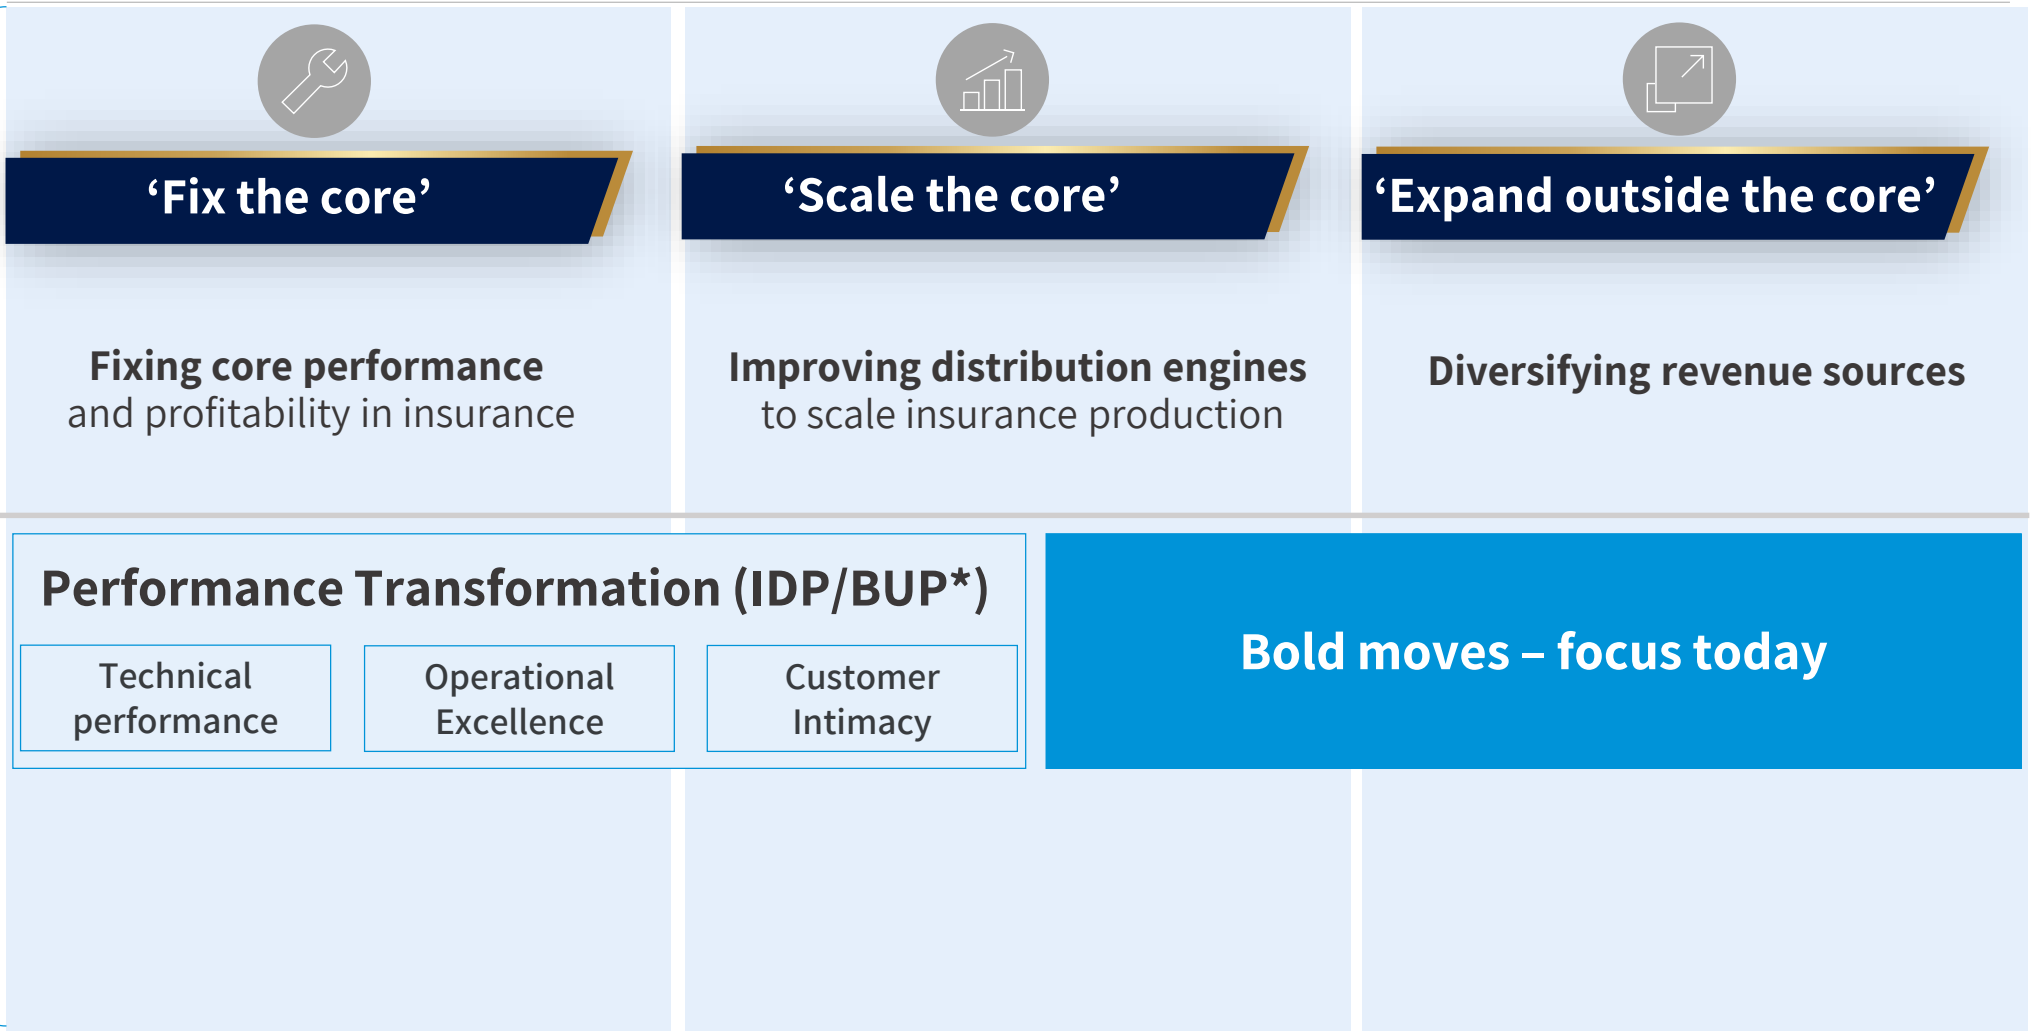 ‘Fix the core’
‘Scale the core’
‘Expand outside the core’
Fixing core performance
and profitability in insurance
Improving distribution engines
to scale insurance production
Diversifying revenue sources
Performance Transformation (IDP/BUP*)
Technical
performance
Operational
Excellence
Customer
Intimacy
Bold moves – focus today